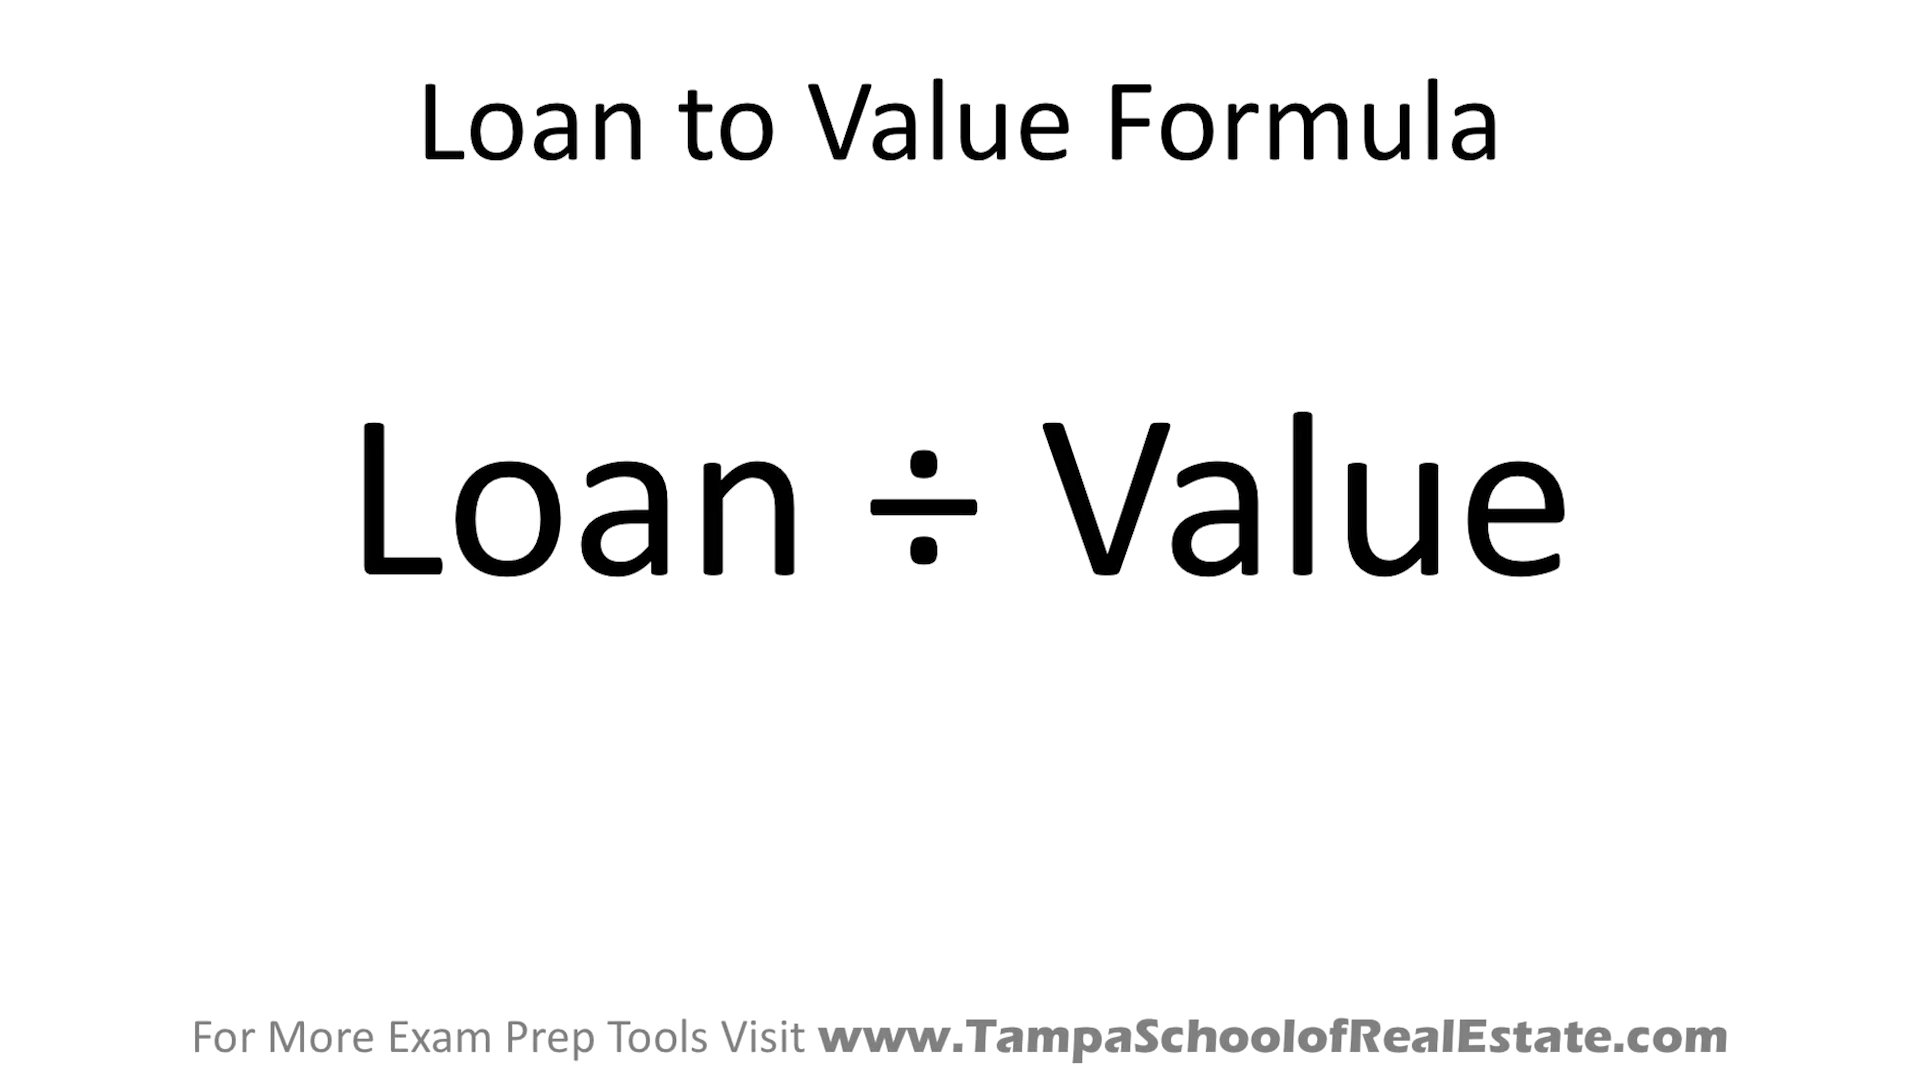 Loan to Value Formula
Loan ÷ Value
For More Exam Prep Tools Visit www.TampaSchoolofRealEstate.com